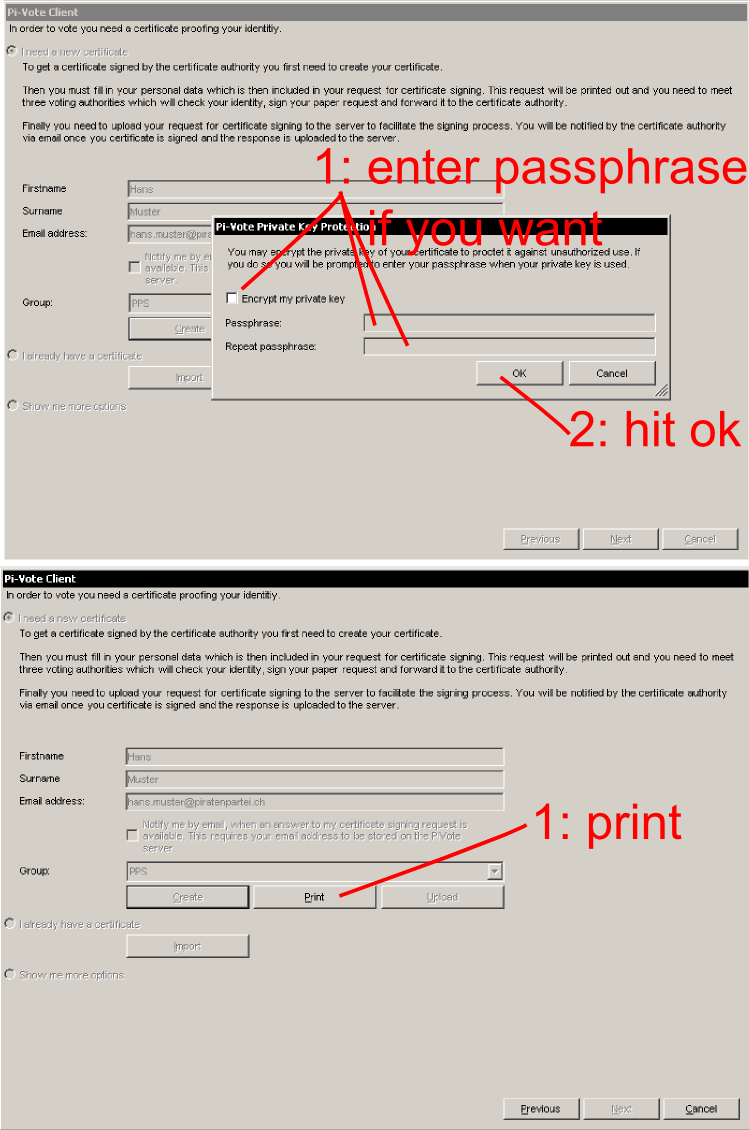 Pi-Vote Client
In order to vote you need a certificate proofing your identitiy.
I need a new certificate
To get a certificate signed by the certificate authority you first need to create your certificate.
Then you must fill in your personal data which is then included in your request for certificate signing. This request will be printed out and you need to meet
three voting authorities which will check your identity, sign your paper request and forward it to the certificate authority.
Finally you need to upload your request for certificate signing to the server to facilitate the signing process. You will be notified by the certificate authority
via email once you certificate is signed and the response is uploaded to the server.
1: enter passphrase
if you want
Firstname Hans
Surname Muster
Email address: hans.muster@pira
Notify me by e
available. This
server.
Group: PPS
Create
I already have a certificate
Import
Show me more options
Pi-Vote Private Key Protection
You may encrypt the private key of your certificate to proctet it against unauthorized use. If
you do so you will be prompted to enter your passphrase when your private key is used.
Encrypt my private key
Passphrase:
Repeat passphrase:
OK Cancel
2: hit ok
Previous Next Cancel
Pi-Vote Client
In order to vote you need a certificate proofing your identitiy.
I need a new certificate
To get a certificate signed by the certificate authority you first need to create your certificate.
Then you must fill in your personal data which is then included in your request for certificate signing. This request will be printed out and you need to meet
three voting authorities which will check your identity, sign your paper request and forward it to the certificate authority.
Finally you need to upload your request for certificate signing to the server to facilitate the signing process. You will be notified by the certificate authority
via email once you certificate is signed and the response is uploaded to the server.
Firstname Hans
Surname Muster
Email address: hans.muster@piratenpartei.ch
Notify me by email, when an answer to my certificate signing request is
available. This requires your email address to be stored on the PiVote
server.
1: print
Group: PPS
Create Print Upload
I already have a certificate
Import
Show me more options
Previous Next Cancel